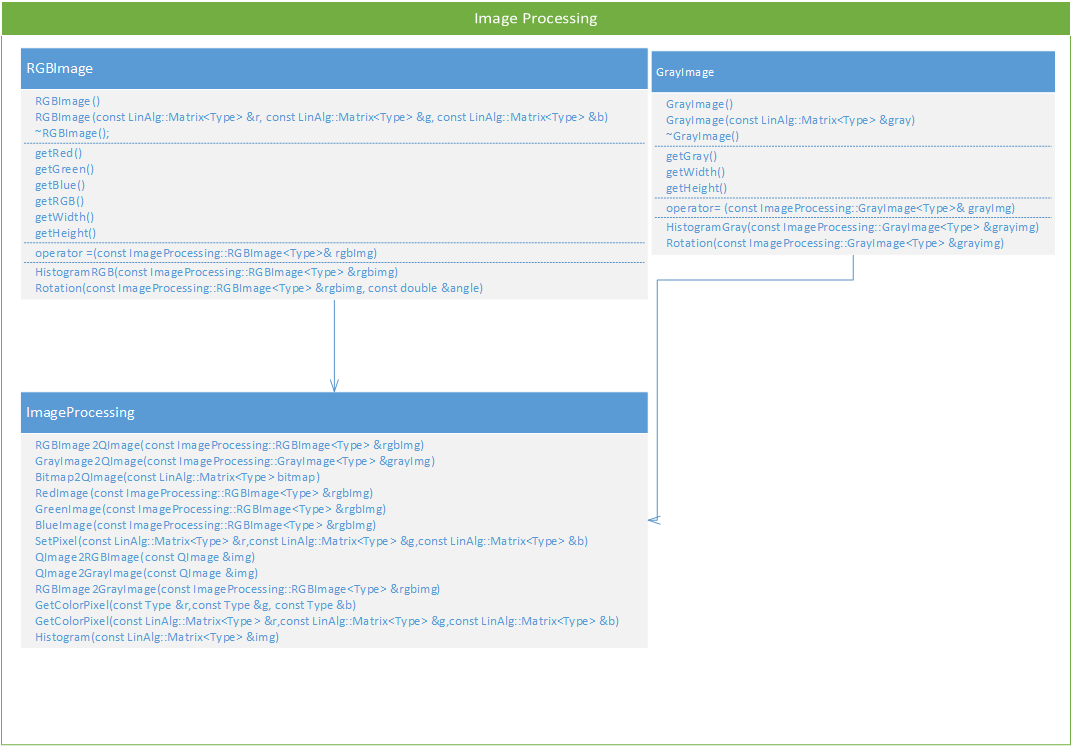 Image Processing
RGBImage
RGBImage()
RGBImage(const LinAlg::Matrix<Type> &r, const LinAlg::Matrix<Type> &g, const LinAlg::Matrix<Type> &b)
~RGBImage();
getRed()
getGreen()
getBlue()
getRGB()
getWidth()
getHeight()
operator =(const ImageProcessing::RGBImage<Type>& rgbImg)
HistogramRGB(const ImageProcessing::RGBImage<Type> &rgbimg)
Rotation(const ImageProcessing::RGBImage<Type> &rgbimg, const double &angle)
GrayImage
GrayImage()
GrayImage(const LinAlg::Matrix<Type> &gray)
~GrayImage()
getGray()
getWidth()
getHeight()
operator= (const ImageProcessing::GrayImage<Type>& grayImg)
HistogramGray(const ImageProcessing::GrayImage<Type> &grayimg)
Rotation(const ImageProcessing::GrayImage<Type> &grayimg)
ImageProcessing
RGBImage2QImage(const ImageProcessing::RGBImage<Type> &rgbImg)
GrayImage2QImage(const ImageProcessing::GrayImage<Type> &grayImg)
Bitmap2QImage(const LinAlg::Matrix<Type> bitmap)
RedImage(const ImageProcessing::RGBImage<Type> &rgbImg)
GreenImage(const ImageProcessing::RGBImage<Type> &rgbImg)
BlueImage(const ImageProcessing::RGBImage<Type> &rgbImg)
SetPixel(const LinAlg::Matrix<Type> &r,const LinAlg::Matrix<Type> &g,const LinAlg::Matrix<Type> &b)
QImage2RGBImage(const QImage &img)
QImage2GrayImage(const QImage &img)
RGBImage2GrayImage(const ImageProcessing::RGBImage<Type> &rgbimg)
GetColorPixel(const Type &r,const Type &g, const Type &b)
GetColorPixel(const LinAlg::Matrix<Type> &r,const LinAlg::Matrix<Type> &g,const LinAlg::Matrix<Type> &b)
Histogram(const LinAlg::Matrix<Type> &img)